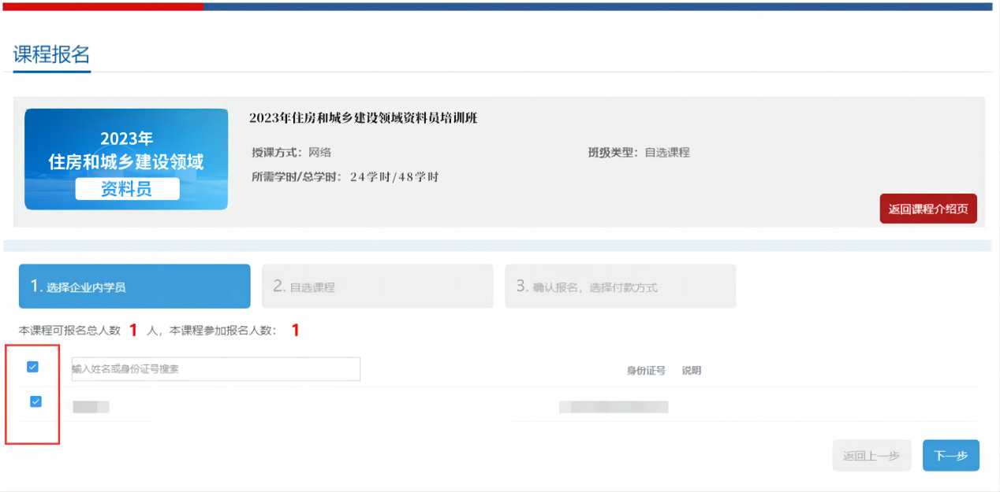 课程报名
2023年
住房和城乡建设领域
资料员
2023年住房和城乡建设领域资料员培训班
授课方式：网络
班级类型：自选课程
所需学时/总学时：24学时/48学时
返回课程介绍页
1. 选择企业内学员
2. 自选课程
3. 确认报名，选择付款方式
本课程可报名总人数 1 人，本课程参加报名人数： 1
输入姓名或身份证号搜索
身份证号 说明
返回上一步
下一步